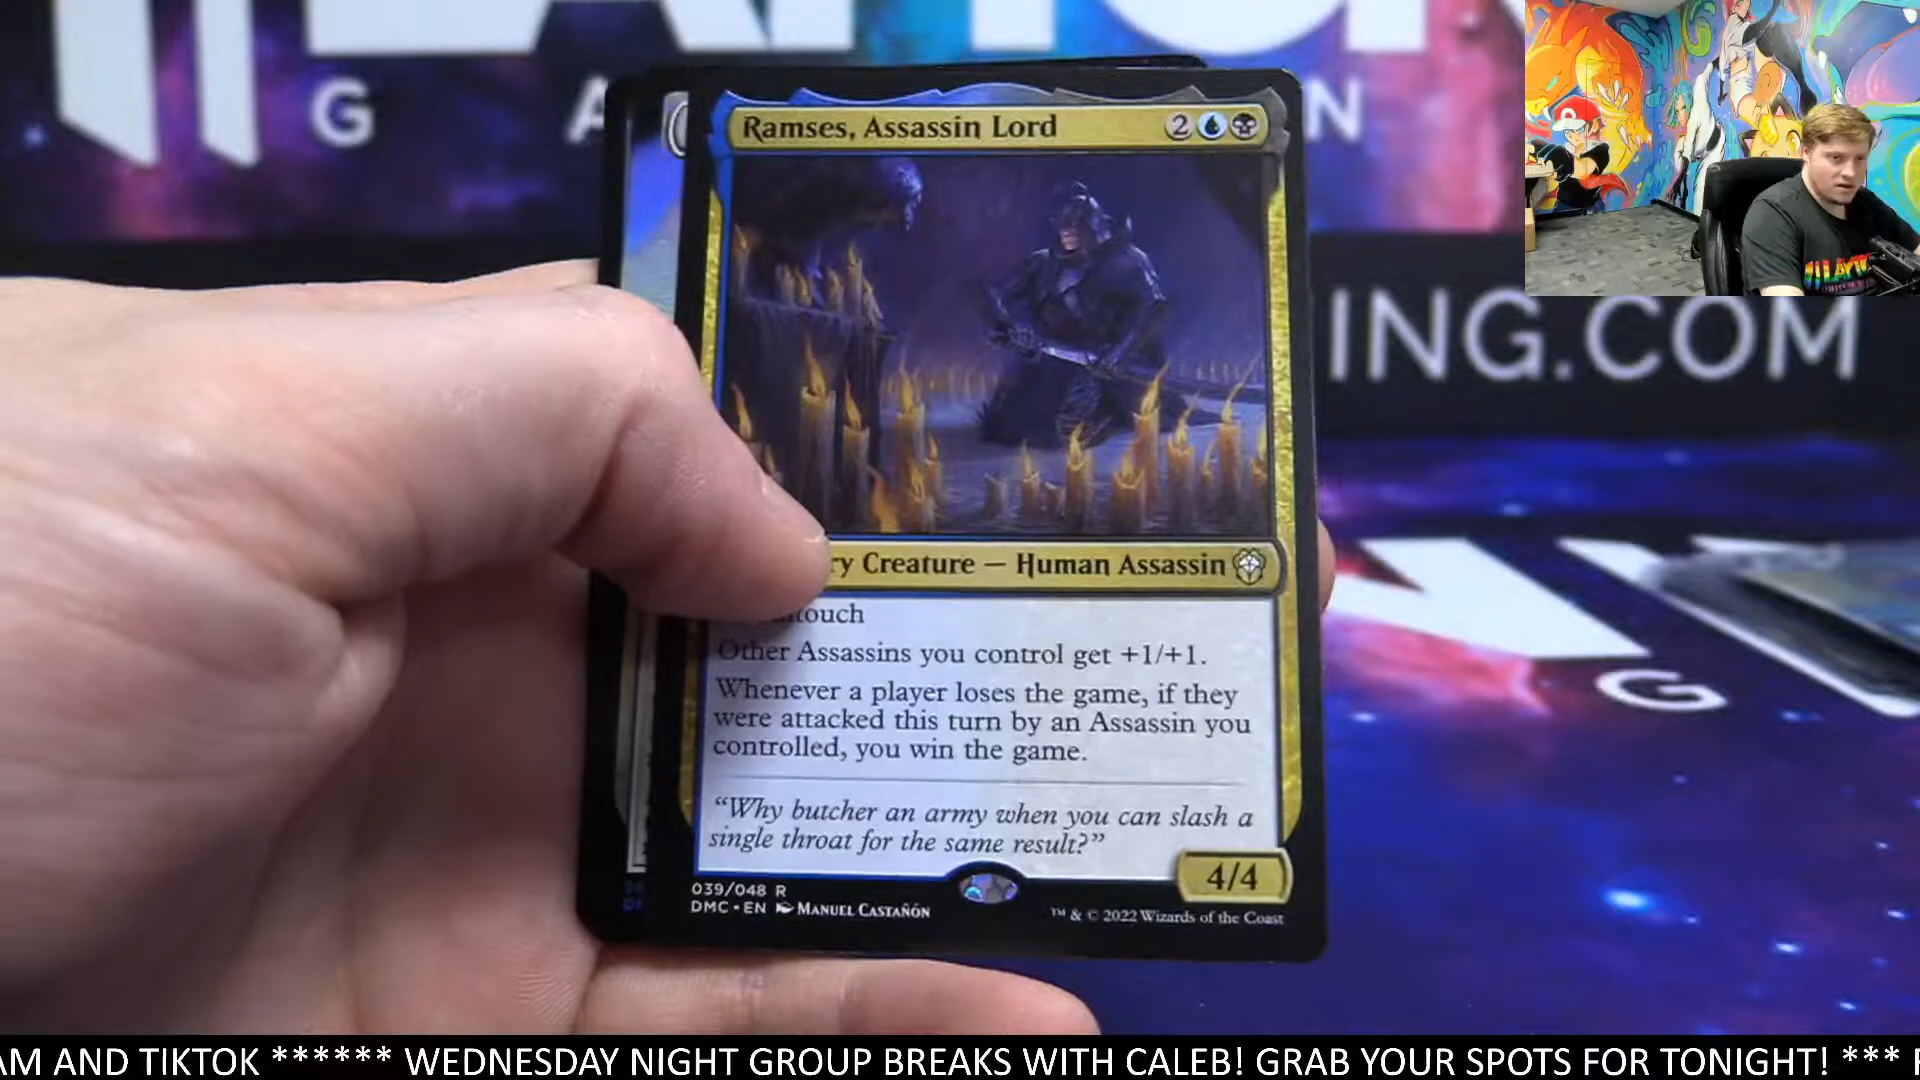 G A N
Ramses, Assassin Lord 2
ING.COM
ry Creature — Human Assassin
touch
Other Assassins you control get +1/+1.
Whenever a player loses the game, if they
were attacked this turn by an Assassin you
controlled, you win the game.
G
“Why butcher an army when you can slash a
single throat for the same result?”
4/4
039/048 R
DMC • EN MANUEL CASTAÑÓN
™ & © 2022 Wizards of the Coast
AM AND TIKTOK ****** WEDNESDAY NIGHT GROUP BREAKS WITH CALEB! GRAB YOUR SPOTS FOR TONIGHT! ***